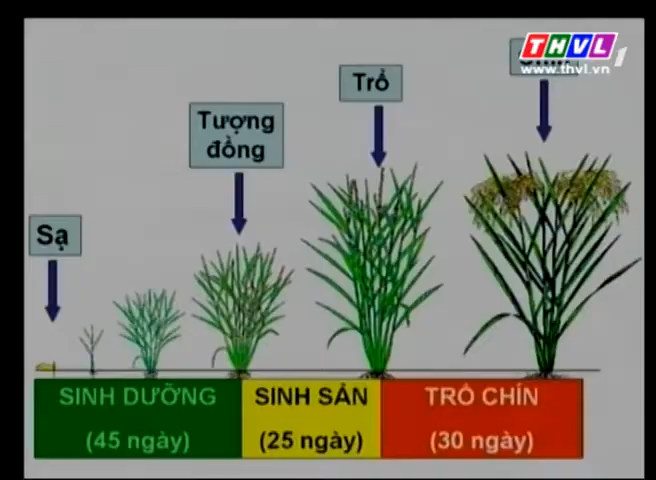 THVL1
www.thvl.vn
Trổ
Tượng
đồng
Sạ
SINH DƯỠNG
(45 ngày)
SINH SẢN
(25 ngày)
TRỔ CHÍN
(30 ngày)